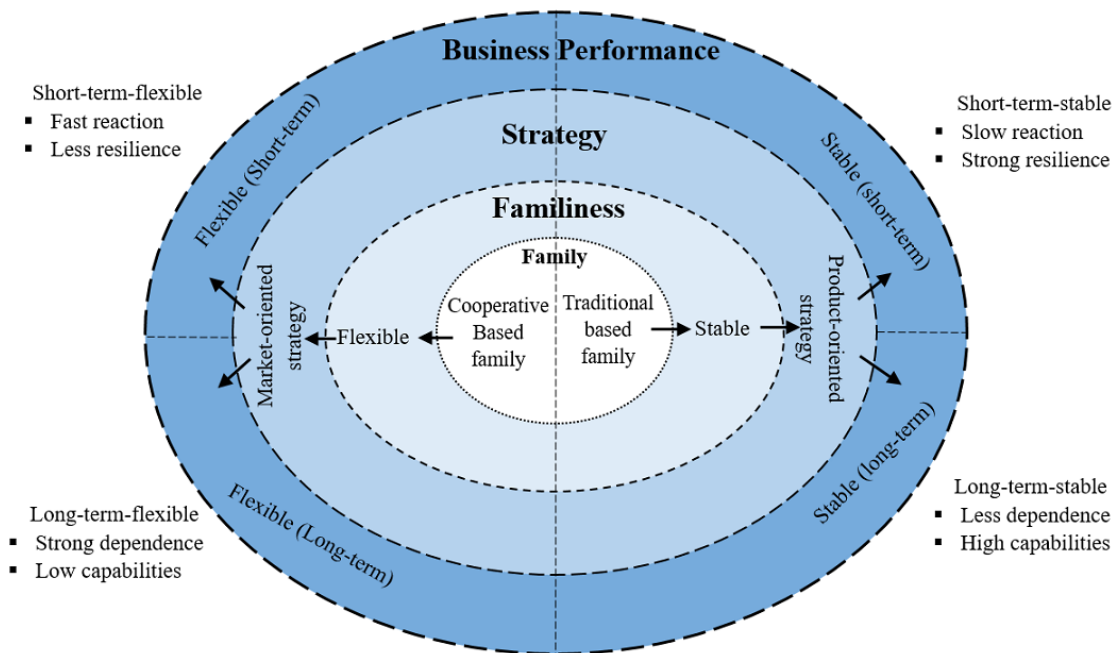 Business Performance
Short-term-flexible
▪ Fast reaction
▪ Less resilience
Short-term-stable
▪ Slow reaction
▪ Strong resilience
Flexible (Short-term)
Strategy
Stable (short-term)
Familiness
Family
Cooperative
Based
family
Traditional
based
family
Market-oriented
strategy
Flexible
Stable
Product-oriented
strategy
Flexible (Long-term)
Stable (long-term)
Long-term-flexible
▪ Strong dependence
▪ Low capabilities
Long-term-stable
▪ Less dependence
▪ High capabilities